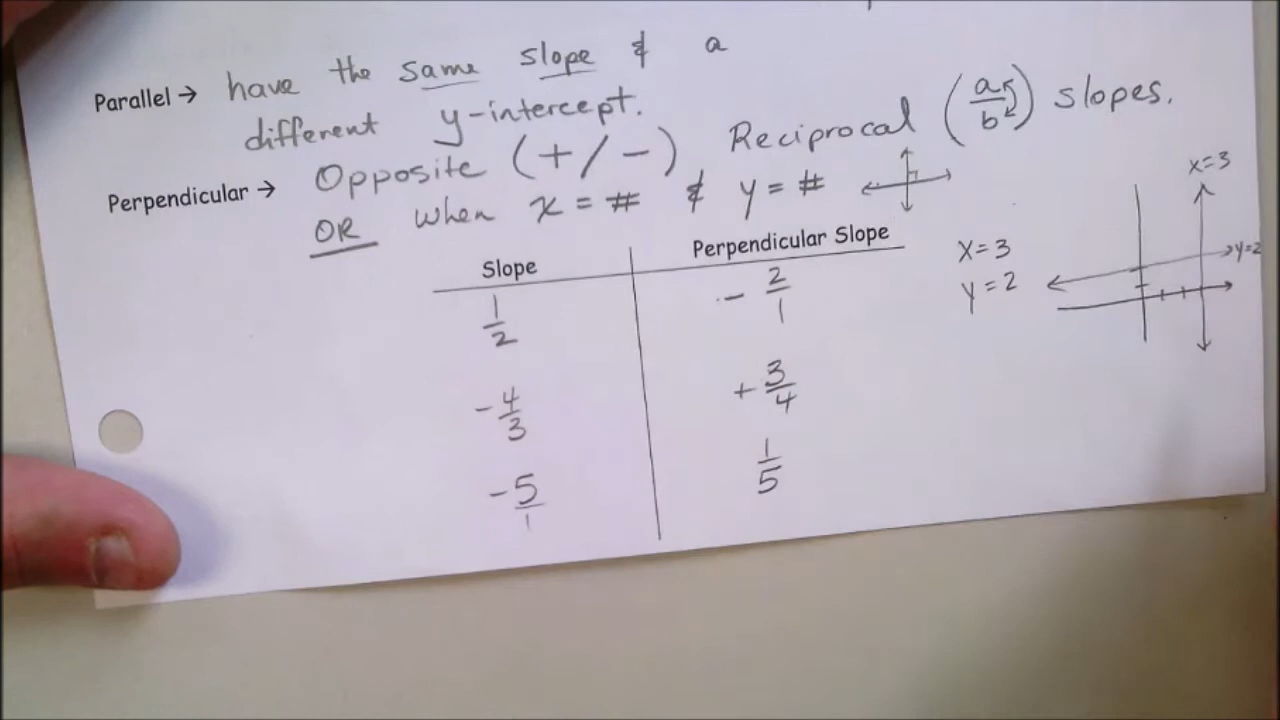 Parallel → have the same slope & a
different y-intercept.
Perpendicular → Opposite (+/-) Reciprocal (a/b) slopes.
OR when x = # & y = #
Slope Perpendicular Slope
1/2 - 2/1
- 4/3 + 3/4
- 5/1 1/5
x=3
y=2
x=3
y=2